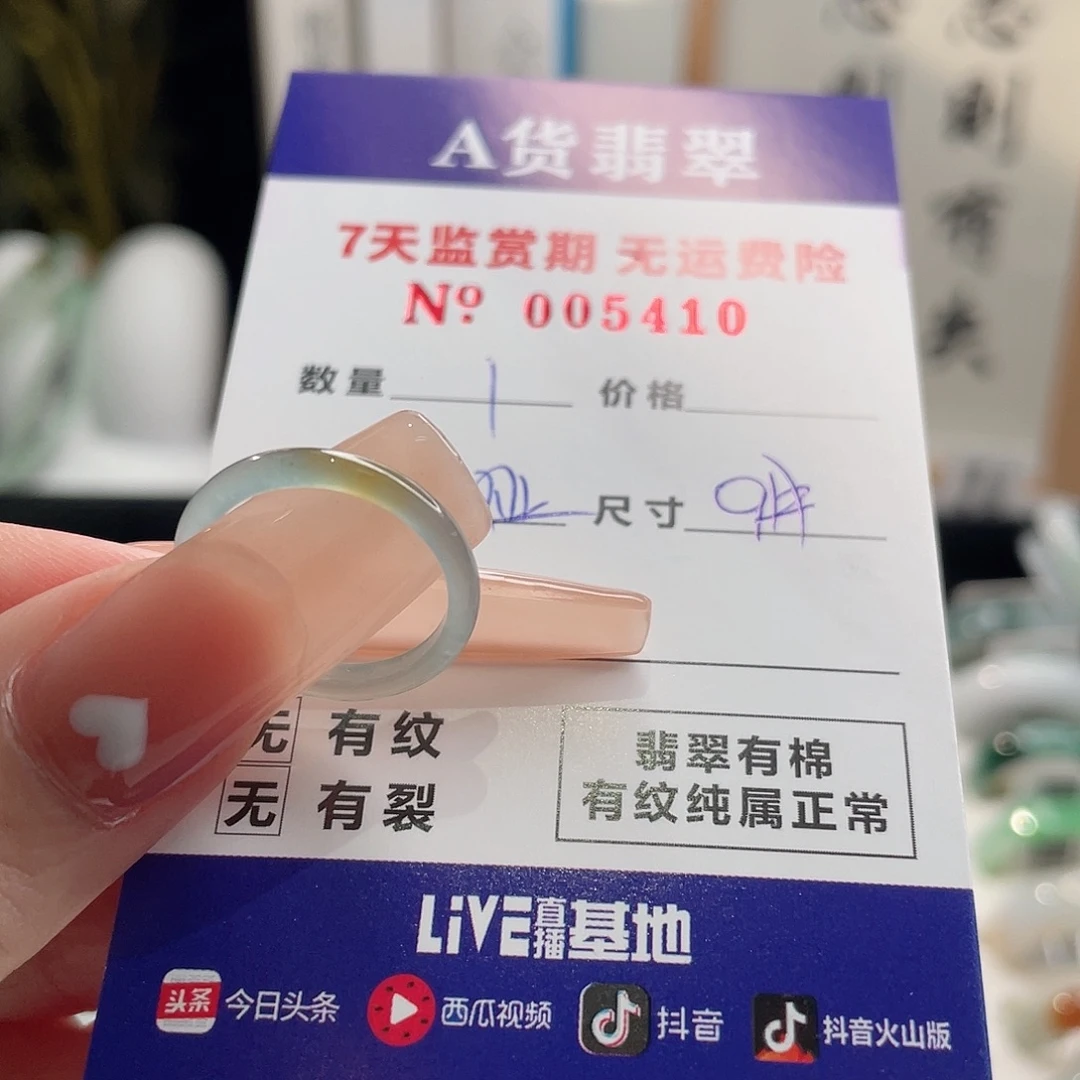 A货翡翠
7天监赏期 无运费险
Nº 005410
数量 1 价格
尺寸
无 有纹
无 有裂
翡翠有棉
有纹纯属正常
LiVE直播基地
头条 今日头条 西瓜视频 抖音 抖音火山版